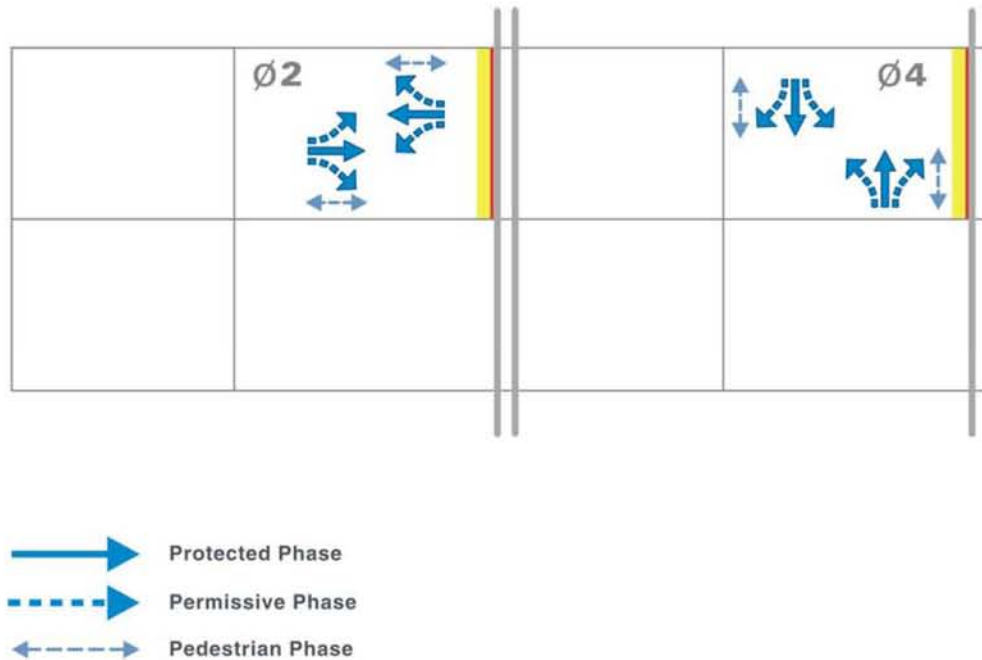 Ø2
Ø4
Protected Phase
Permissive Phase
Pedestrian Phase